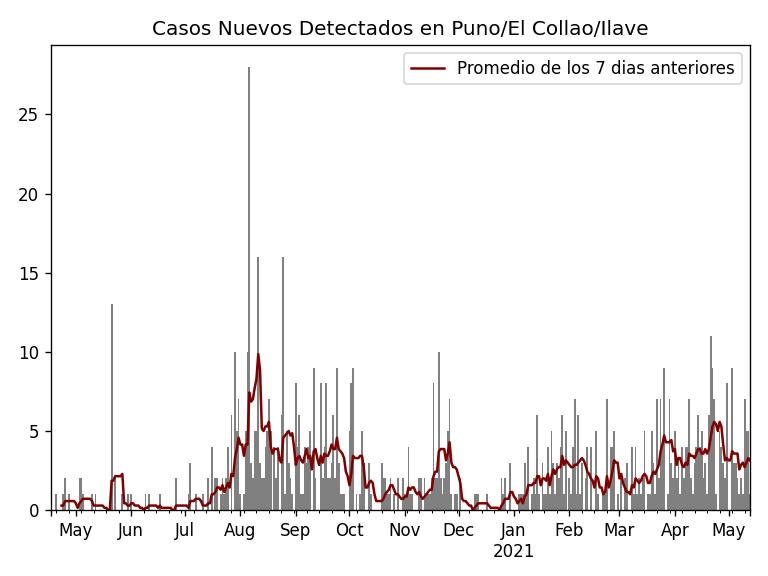 Casos Nuevos Detectados en Puno/El Collao/Ilave
Promedio de los 7 dias anteriores
25
20
15
10
5
0
May Jun Jul Aug Sep Oct Nov Dec Jan Feb Mar Apr May
2021